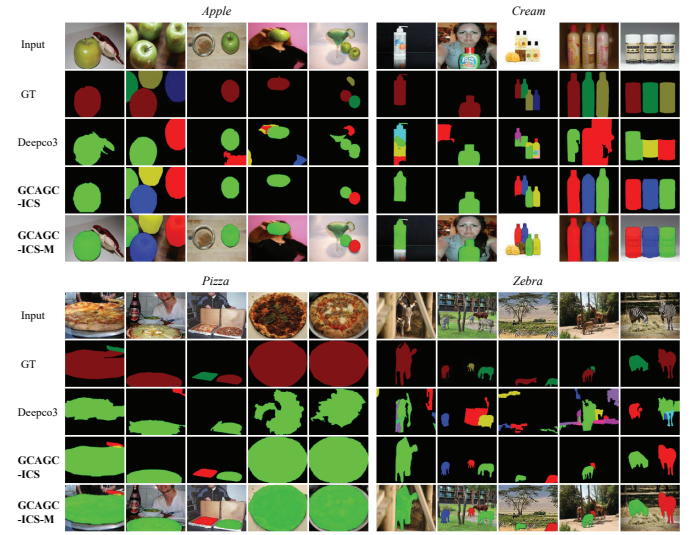 Apple
Cream
Input
GT
Deepco3
GCAGC
-ICS
GCAGC
-ICS-M
Pizza
Zebra
Input
GT
Deepco3
GCAGC
-ICS
GCAGC
-ICS-M